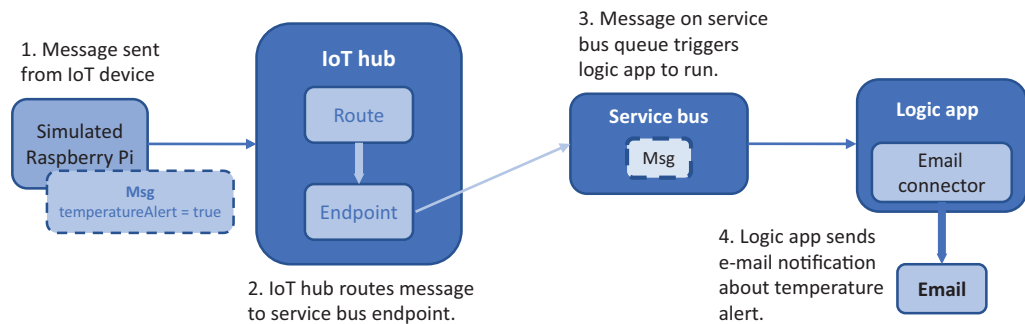 1. Message sent
from IoT device
Simulated
Raspberry Pi
Msg
temperatureAlert = true
IoT hub
Route
Endpoint
2. IoT hub routes message
to service bus endpoint.
3. Message on service
bus queue triggers
logic app to run.
Service bus
Msg
Logic app
Email
connector
4. Logic app sends
e-mail notification
about temperature
alert.
Email